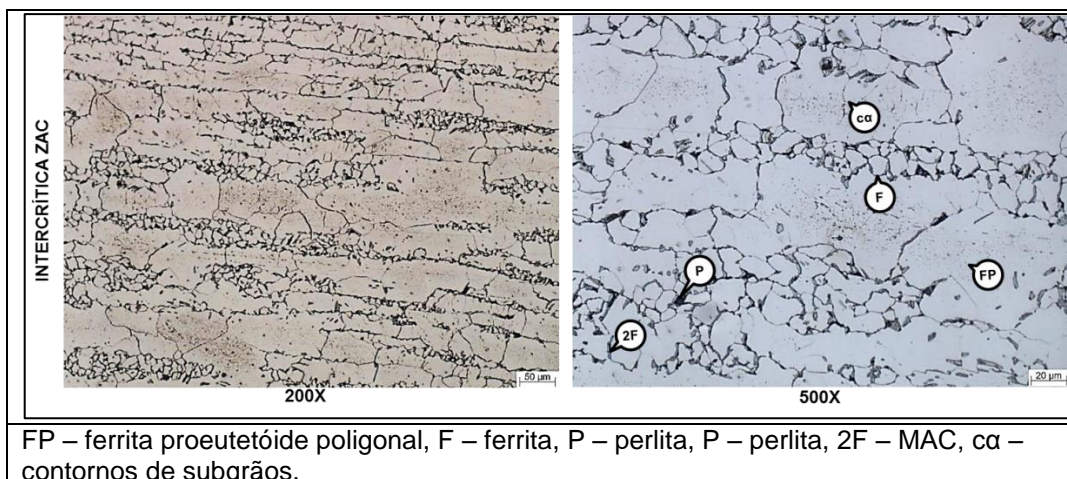 INTERCRÍTICA ZAC
cα
F
P
FP
2F
50 µm
20 µm
200X
500X
FP – ferrita proeutetóide poligonal, F – ferrita, P – perlita, P – perlita, 2F – MAC, cα –
contornos de subgrãos.